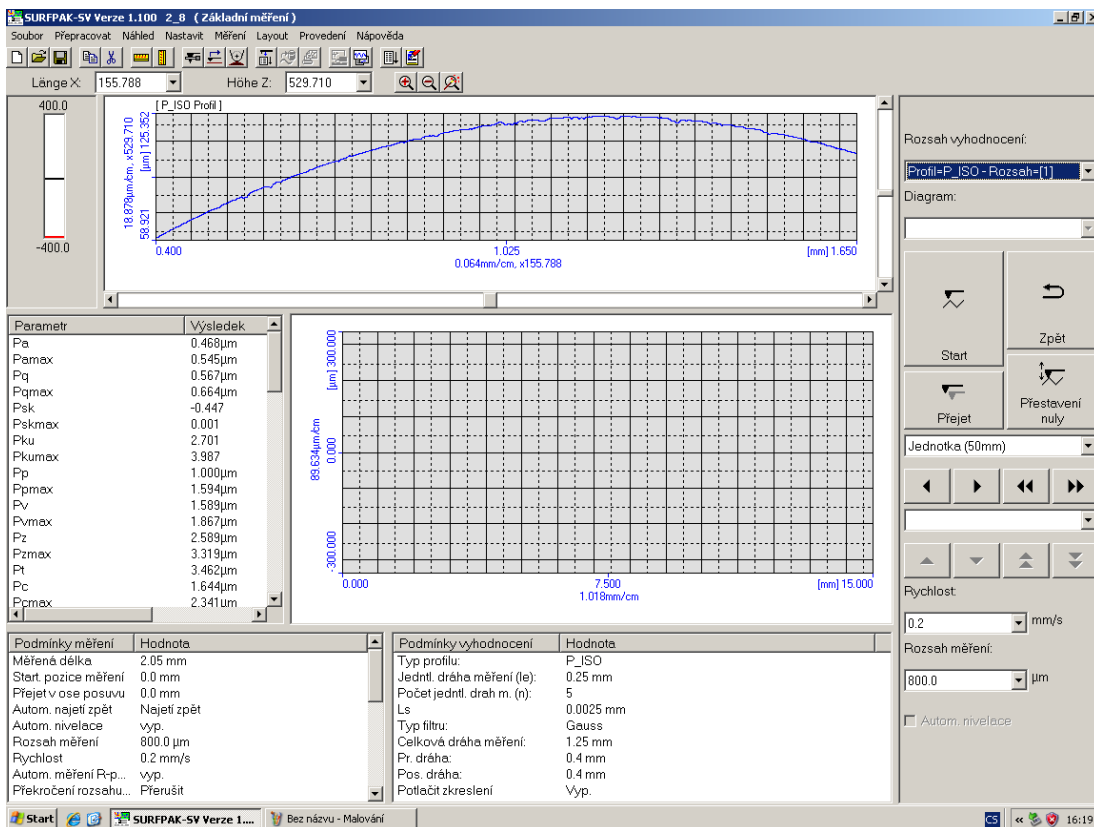 SURFPAK-SV Verze 1.100 2_8 ( Základní měření )
Soubor Přepracovat Náhled Nastavit Měření Layout Provedení Nápověda
Länge X: 155.788 Höhe Z: 529.710
400.0
-400.0
[ P_ISO Profil ]
18.878µm/cm, x529.710
[µm] 125.352
58.921
0.400 1.025 [mm] 1.650
0.064mm/cm, x155.788
Rozsah vyhodnocení:
Profil=P_ISO - Rozsah=[1]
Diagram:
Start
Zpět
Přejet
Přestavení
nuly
Jednotka (50mm)
Rychlost:
0.2 mm/s
Rozsah měření:
800.0 µm
Autom. nivelace
Parametr Výsledek
Pa 0.468µm
Pamax 0.545µm
Pq 0.567µm
Pqmax 0.664µm
Psk -0.447
Pskmax 0.001
Pku 2.701
Pkumax 3.987
Pp 1.000µm
Ppmax 1.594µm
Pv 1.589µm
Pvmax 1.867µm
Pz 2.589µm
Pzmax 3.319µm
Pt 3.462µm
Pc 1.644µm
Pcmax 2.341µm
[µm] 300.000
89.634µm/cm
0.000
-300.000
0.000 7.500 [mm] 15.000
1.018mm/cm
Podmínky měření Hodnota
Měřená délka 2.05 mm
Start. pozice měření 0.0 mm
Přejet v ose posuvu 0.0 mm
Autom. najetí zpět Najetí zpět
Autom. nivelace vyp.
Rozsah měření 800.0 µm
Rychlost 0.2 mm/s
Autom. měření R-p... vyp.
Překročení rozsahu... Přerušit
Podmínky vyhodnocení Hodnota
Typ profilu: P_ISO
Jedntl. dráha měření (le): 0.25 mm
Počet jedntl. drah m. (n): 5
Ls 0.0025 mm
Typ filtru: Gauss
Celková dráha měření: 1.25 mm
Pr. dráha: 0.4 mm
Pos. dráha: 0.4 mm
Potlačit zkreslení Vyp.
Start SURFPAK-SV Verze 1.... Bez názvu - Malování CS « 16:19